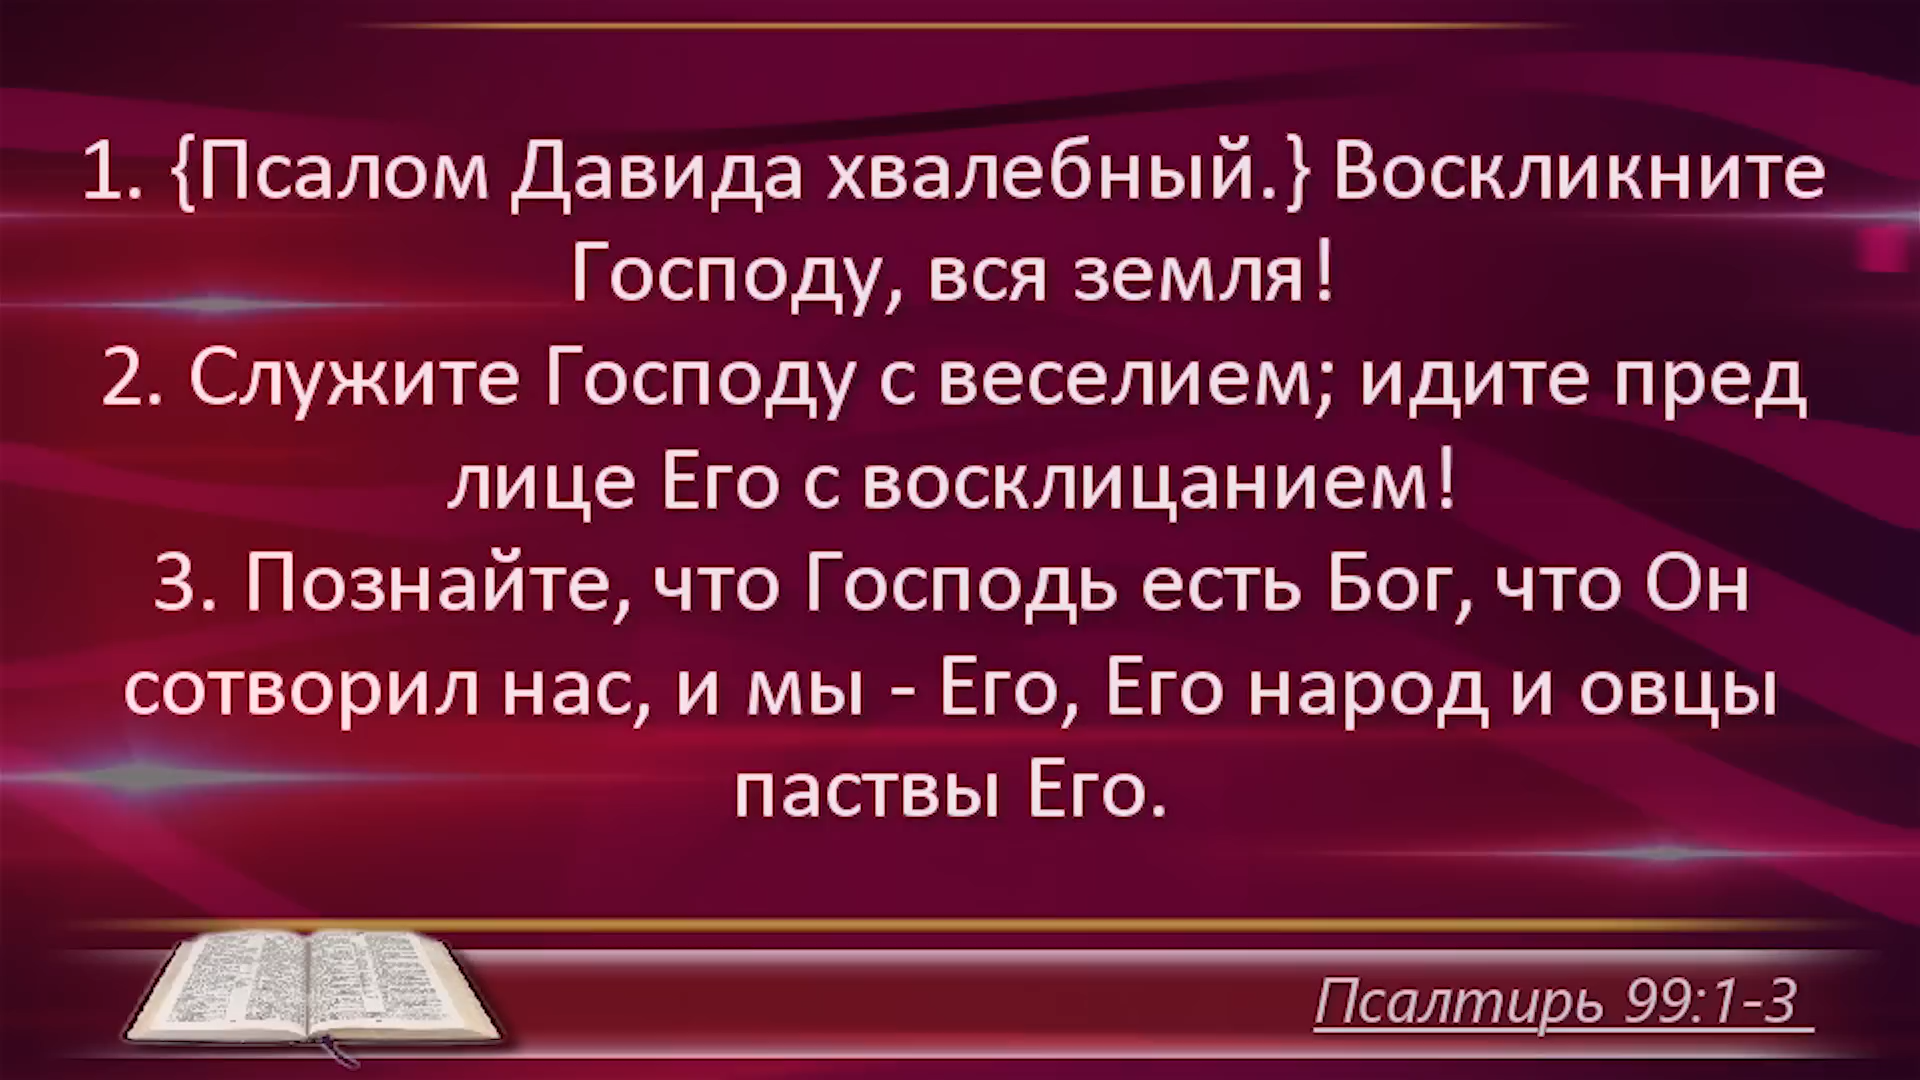 1. {Псалом Давида хвалебный.} Воскликните
Господу, вся земля!
2. Служите Господу с веселием; идите пред
лице Его с восклицанием!
3. Познайте, что Господь есть Бог, что Он
сотворил нас, и мы - Его, Его народ и овцы
паствы Его.
Псалтирь 99:1-3